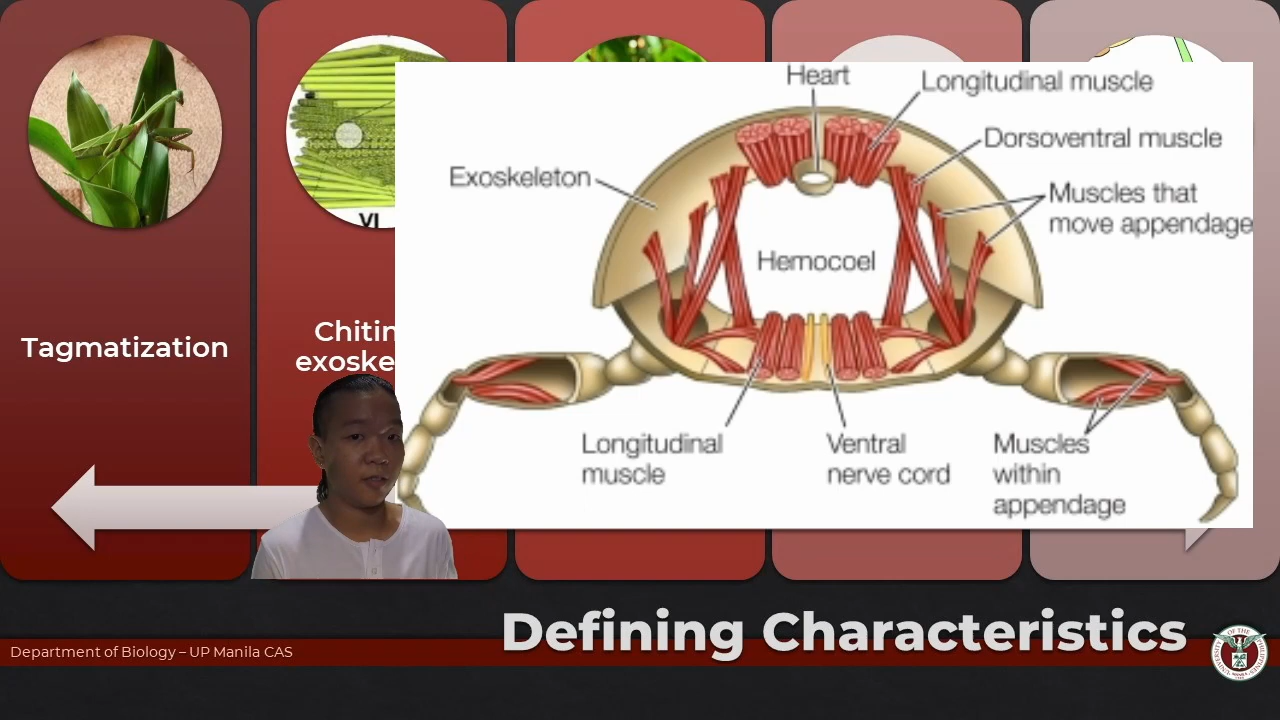 Tagmatization
VI
Chitin
exoske
Heart
Longitudinal muscle
Dorsoventral muscle
Exoskeleton
Muscles that
move appendage
Hemocoel
Longitudinal
muscle
Ventral
nerve cord
Muscles
within
appendage
Defining Characteristics
Department of Biology – UP Manila CAS